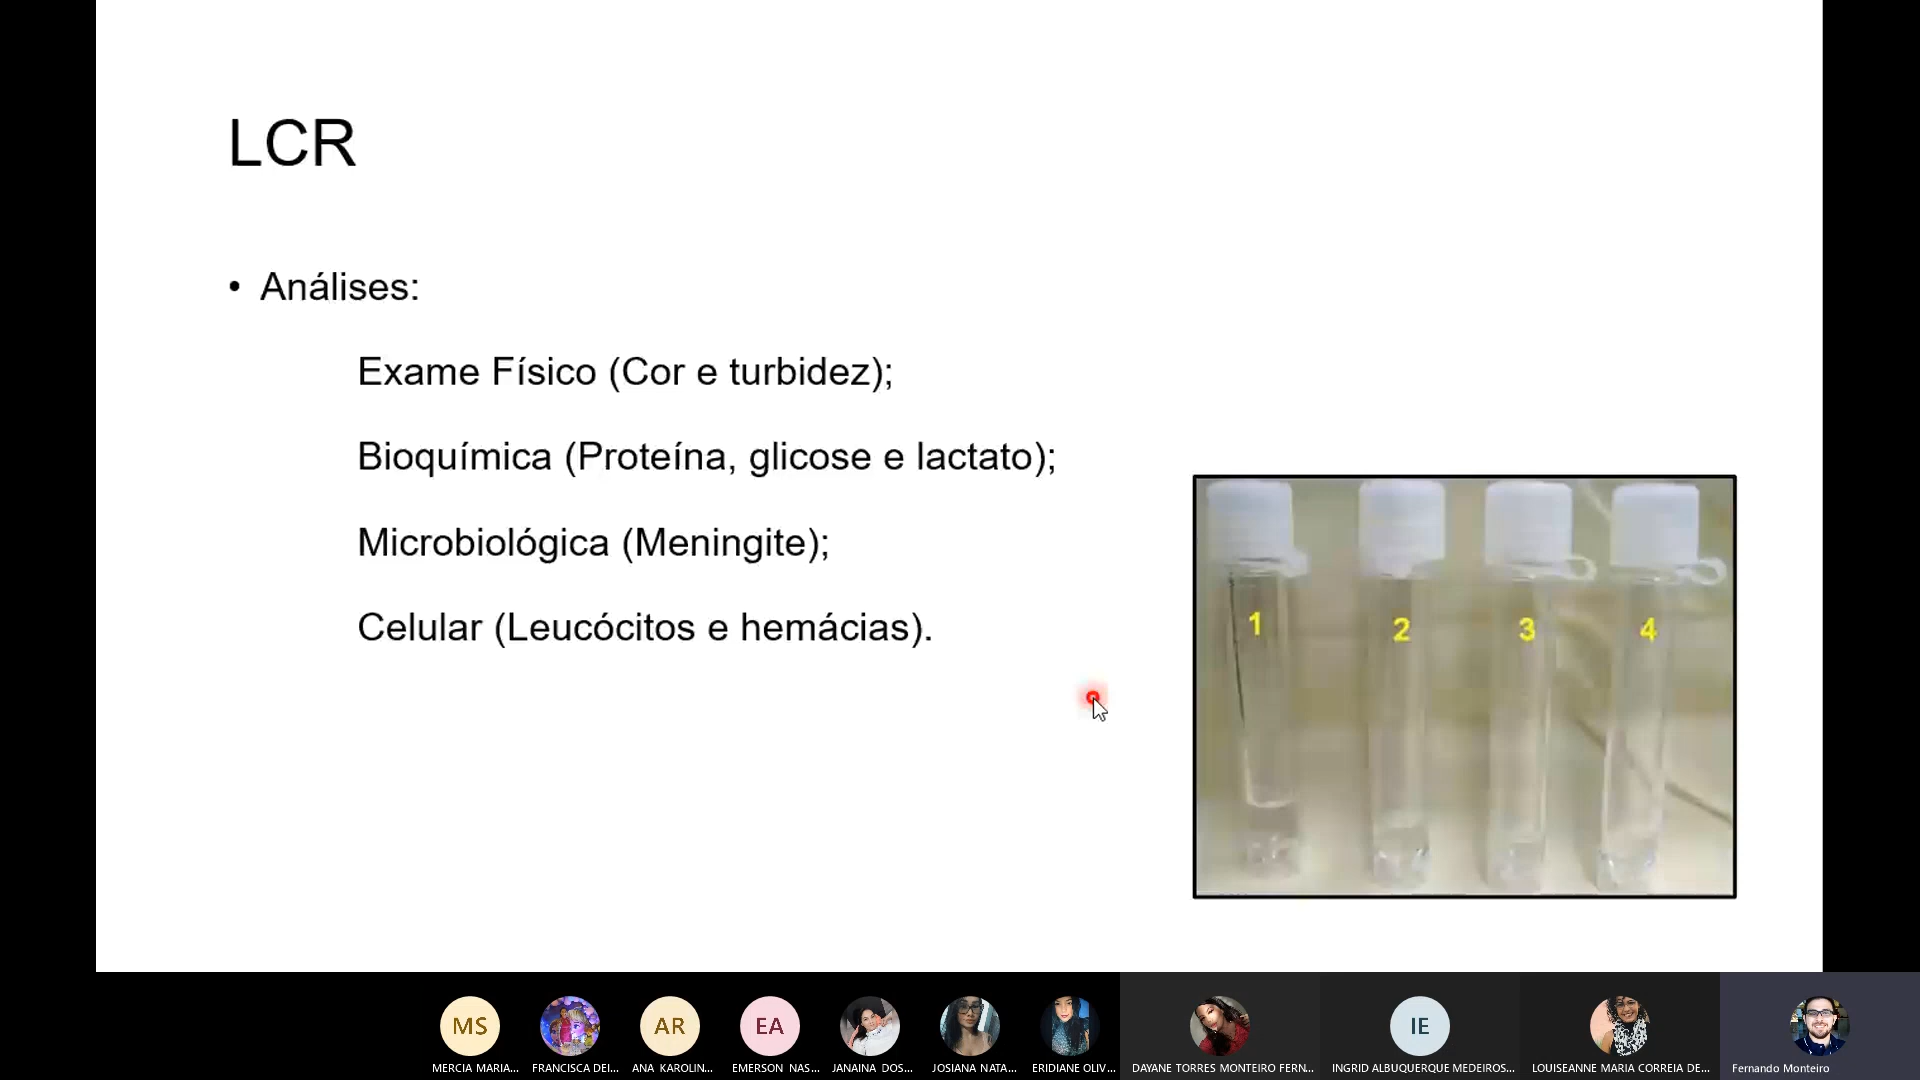 LCR
• Análises:
Exame Físico (Cor e turbidez);
Bioquímica (Proteína, glicose e lactato);
Microbiológica (Meningite);
Celular (Leucócitos e hemácias).
1 2 3 4
MS AR EA IE
MERCIA MARIA... FRANCISCA DEI... ANA KAROLIN... EMERSON NAS... JANAINA DOS... JOSIANA NATA... ERIDIANE OLIV... DAYANE TORRES MONTEIRO FERN... INGRID ALBUQUERQUE MEDEIROS... LOUISEANNE MARIA CORREIA DE... Fernando Monteiro